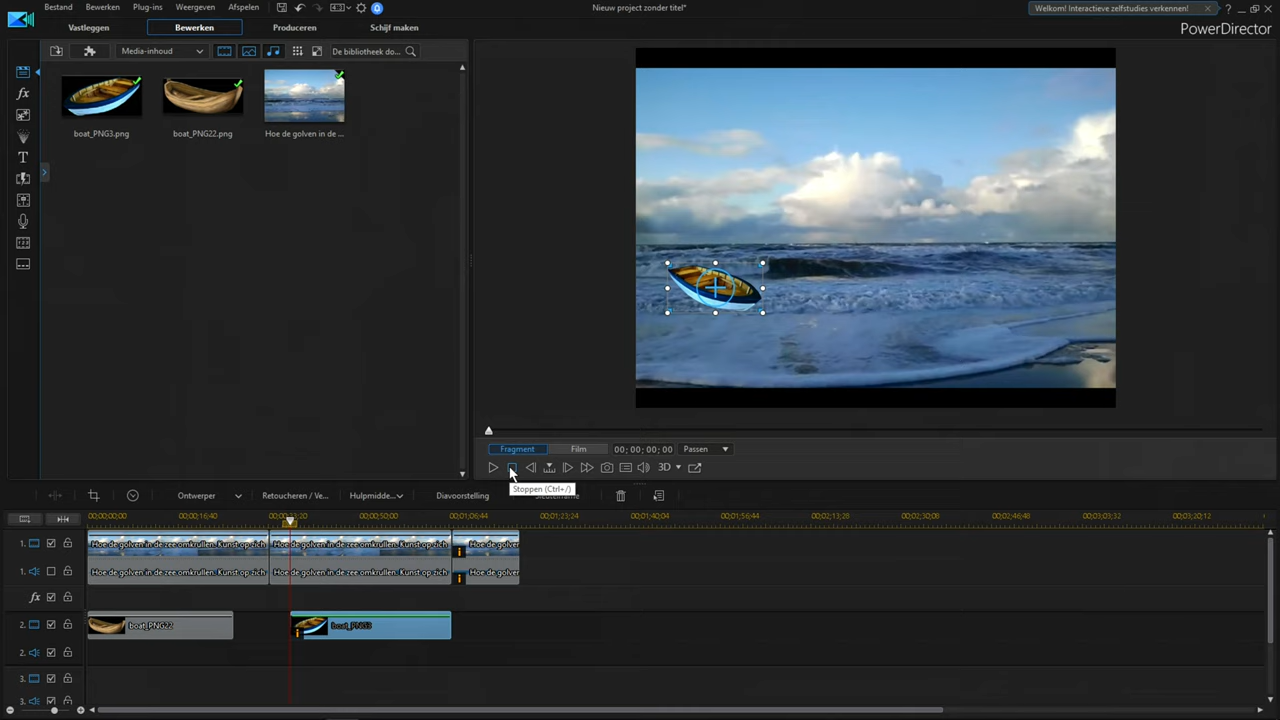 Bestand Bewerken Plug-ins Weergeven Afspelen Nieuw project zonder titel* Welkom! Interactieve zelfstudies verkennen!
PowerDirector
Vastleggen Bewerken Produceren Schijf maken
Media-inhoud De bibliotheek do...
boat_PNG3.png boat_PNG22.png Hoe de golven in de ...
Fragment Film 00; 00; 00; 00 Passen
3D
Stoppen (Ctrl+/)
Ontwerper Retoucheren / Ve... Hulpmidde... Diavoorstelling
00;00;00;00 00;00;16;40 00;00;50;00 00;01;06;44 00;01;23;24 00;01;40;04 00;01;56;44 00;02;13;28 00;02;30;08 00;02;46;48 00;03;03;32 00;03;20;12
1. Hoe de golven in de zee omkrullen. Kunst op zich Hoe de golven in de zee omkrullen. Kunst op zich Hoe de golver
1. Hoe de golven in de zee omkrullen. Kunst op zich Hoe de golven in de zee omkrullen. Kunst op zich Hoe de golver
fx
2. boat_PNG22 boat_PNG3
2.
3.
3.